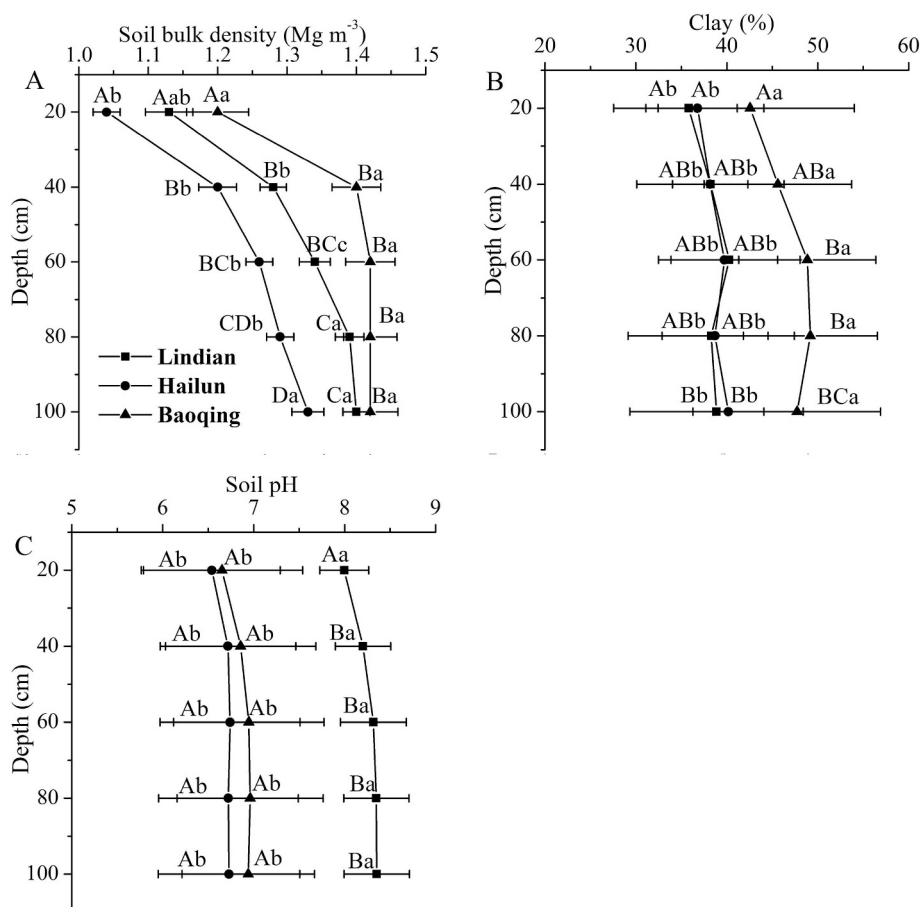 Soil bulk density (Mg m⁻³)
1.0 1.1 1.2 1.3 1.4 1.5
A
Depth (cm)
20
40
60
80
100
Ab Aab Aa
Bb Bb Ba
BCb BCc Ba
CDb Ca Ba
Da Ca Ba
Lindian
Hailun
Baoqing
Clay (%)
20 30 40 50 60
B
Depth (cm)
20
40
60
80
100
Ab Ab Aa
ABb ABb ABa
ABb ABb Ba
ABb ABb Ba
Bb Bb BCa
Soil pH
5 6 7 8 9
C
Depth (cm)
20
40
60
80
100
Ab Ab Aa
Ab Ab Ba
Ab Ab Ba
Ab Ab Ba
Ab Ab Ba